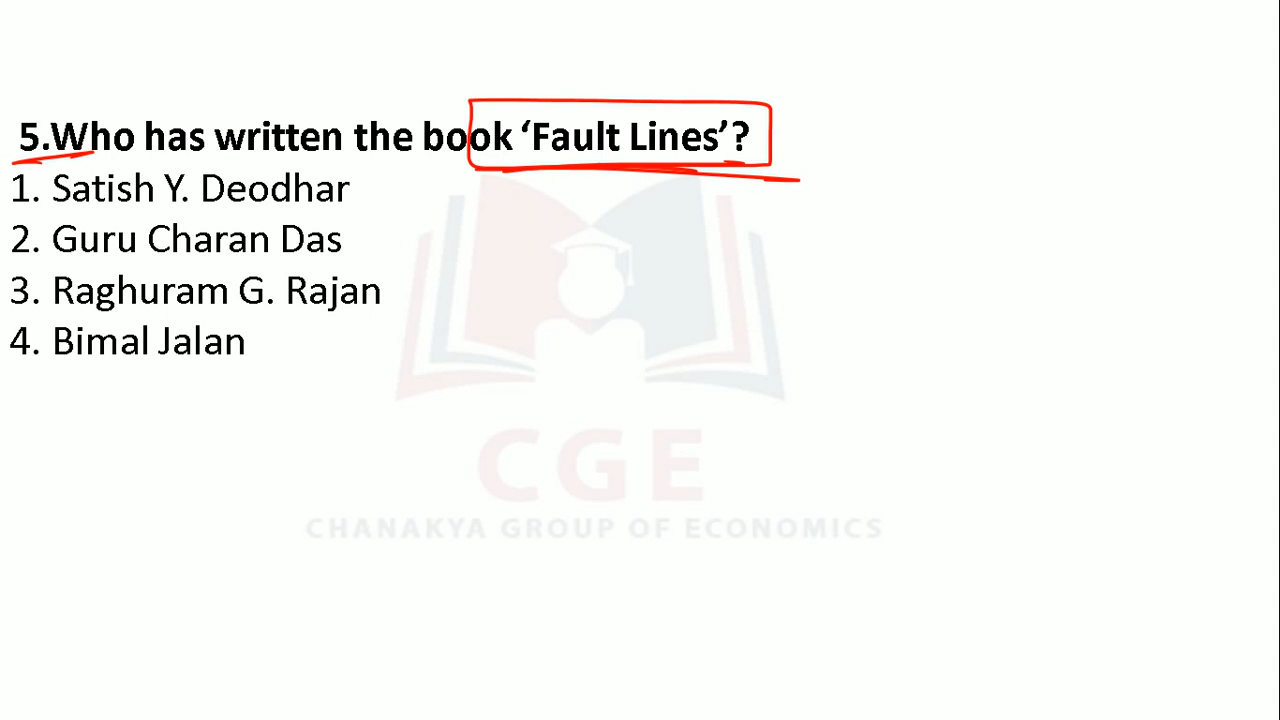 5.Who has written the book ‘Fault Lines’?
1. Satish Y. Deodhar
2. Guru Charan Das
3. Raghuram G. Rajan
4. Bimal Jalan
CGE
CHANAKYA GROUP OF ECONOMICS